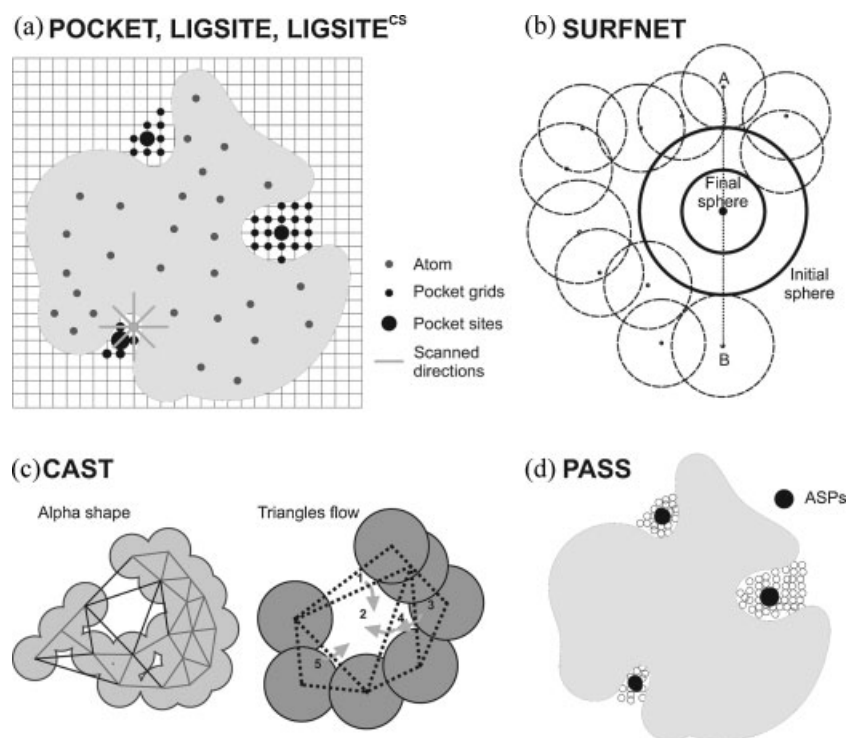 (a) POCKET, LIGSITE, LIGSITE^CS
Atom
Pocket grids
Pocket sites
Scanned
directions
(b) SURFNET
A
Final
sphere
Initial
sphere
B
(c) CAST
Alpha shape
Triangles flow
1
2
3
4
5
(d) PASS
ASPs